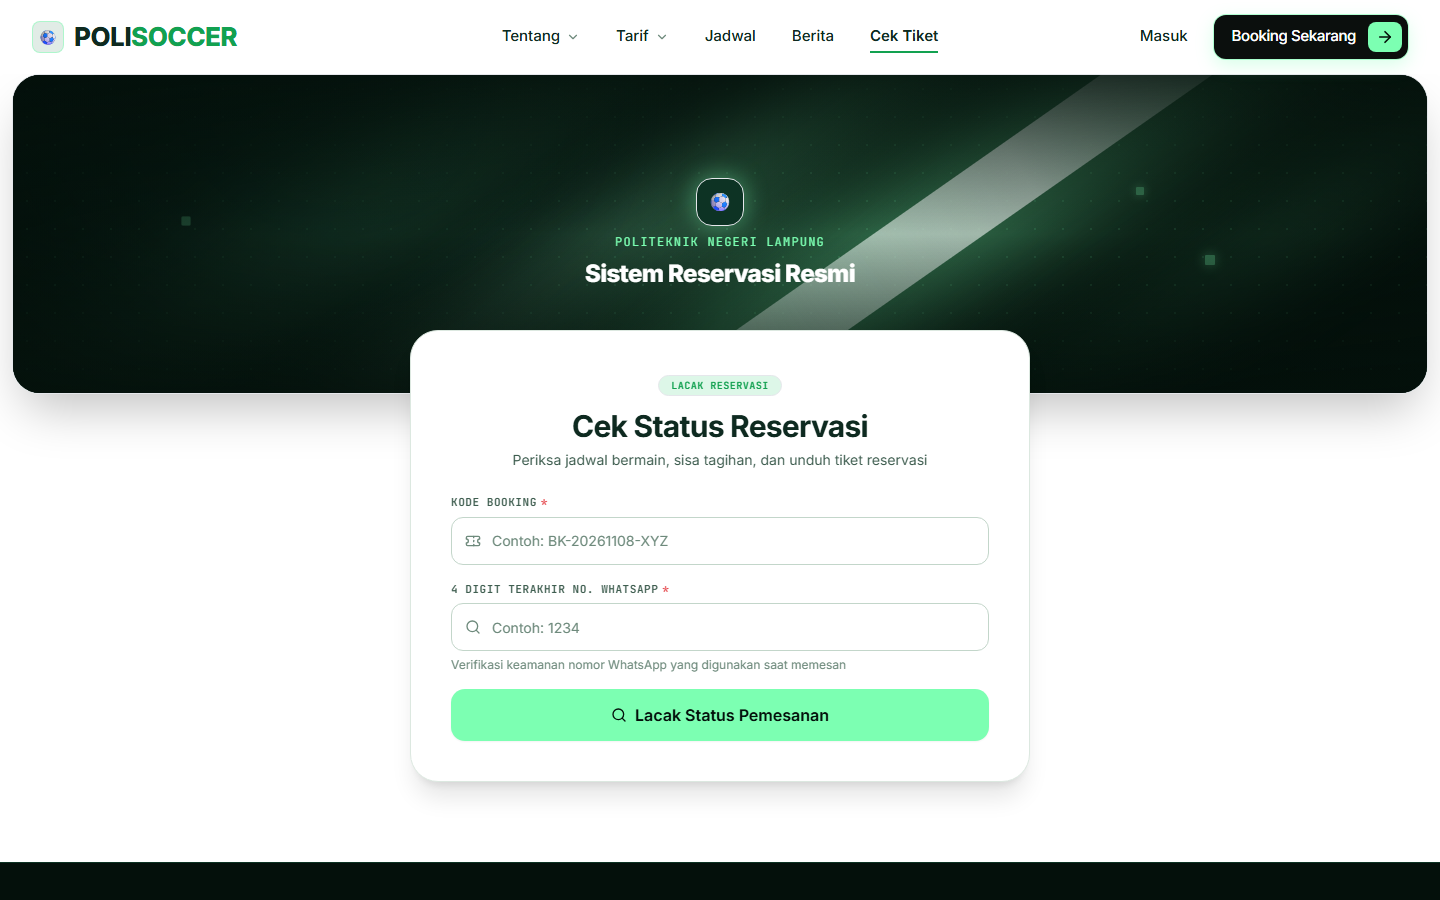 POLISOCCER
Tentang
Tarif
Jadwal
Berita
Cek Tiket
Masuk
Booking Sekarang
POLITEKNIK NEGERI LAMPUNG
Sistem Reservasi Resmi
LACAK RESERVASI
Cek Status Reservasi
Periksa jadwal bermain, sisa tagihan, dan unduh tiket reservasi
KODE BOOKING *
Contoh: BK-20261108-XYZ
4 DIGIT TERAKHIR NO. WHATSAPP *
Contoh: 1234
Verifikasi keamanan nomor WhatsApp yang digunakan saat memesan
Lacak Status Pemesanan